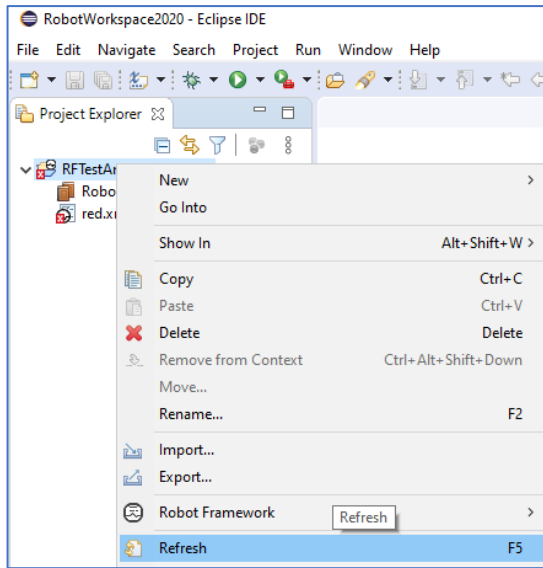 RobotWorkspace2020 - Eclipse IDE
File Edit Navigate Search Project Run Window Help
Project Explorer
RFTestAr
Robo
red.x
New
Go Into
Show In Alt+Shift+W >
Copy Ctrl+C
Paste Ctrl+V
Delete Delete
Remove from Context Ctrl+Alt+Shift+Down
Move...
Rename... F2
Import...
Export...
Robot Framework
Refresh
Refresh F5